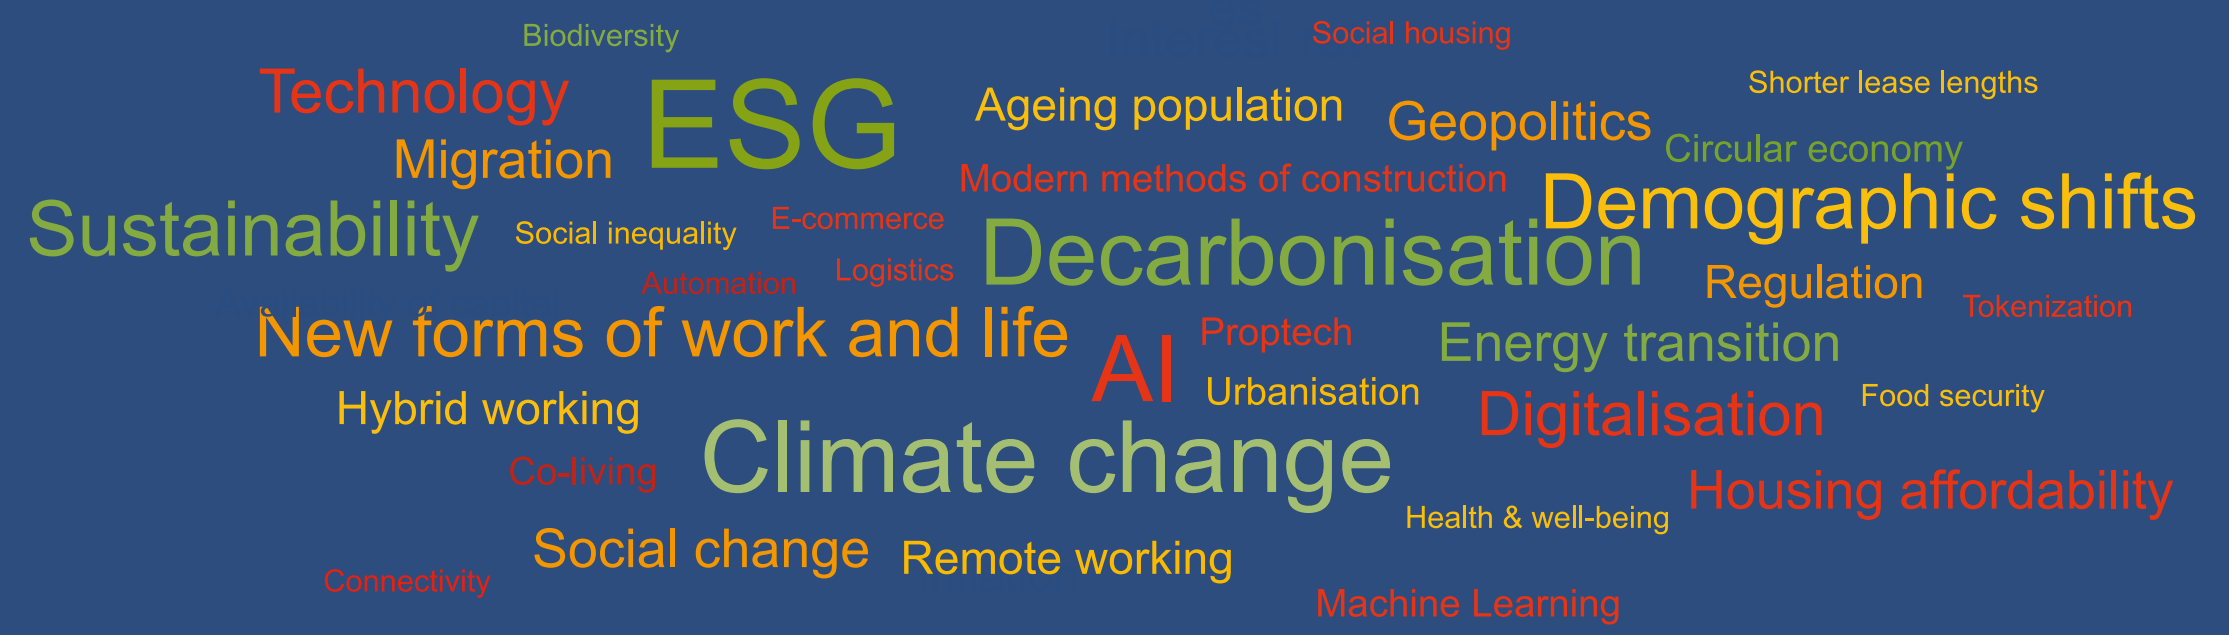 Biodiversity
Social housing
Technology
ESG
Ageing population
Geopolitics
Shorter lease lengths
Migration
Modern methods of construction
Circular economy
Sustainability
Social inequality
E-commerce
Decarbonisation
Demographic shifts
Automation
Logistics
Regulation
Tokenization
New forms of work and life
AI
Proptech
Energy transition
Hybrid working
Urbanisation
Digitalisation
Food security
Co-living
Climate change
Housing affordability
Health & well-being
Social change
Remote working
Connectivity
Machine Learning